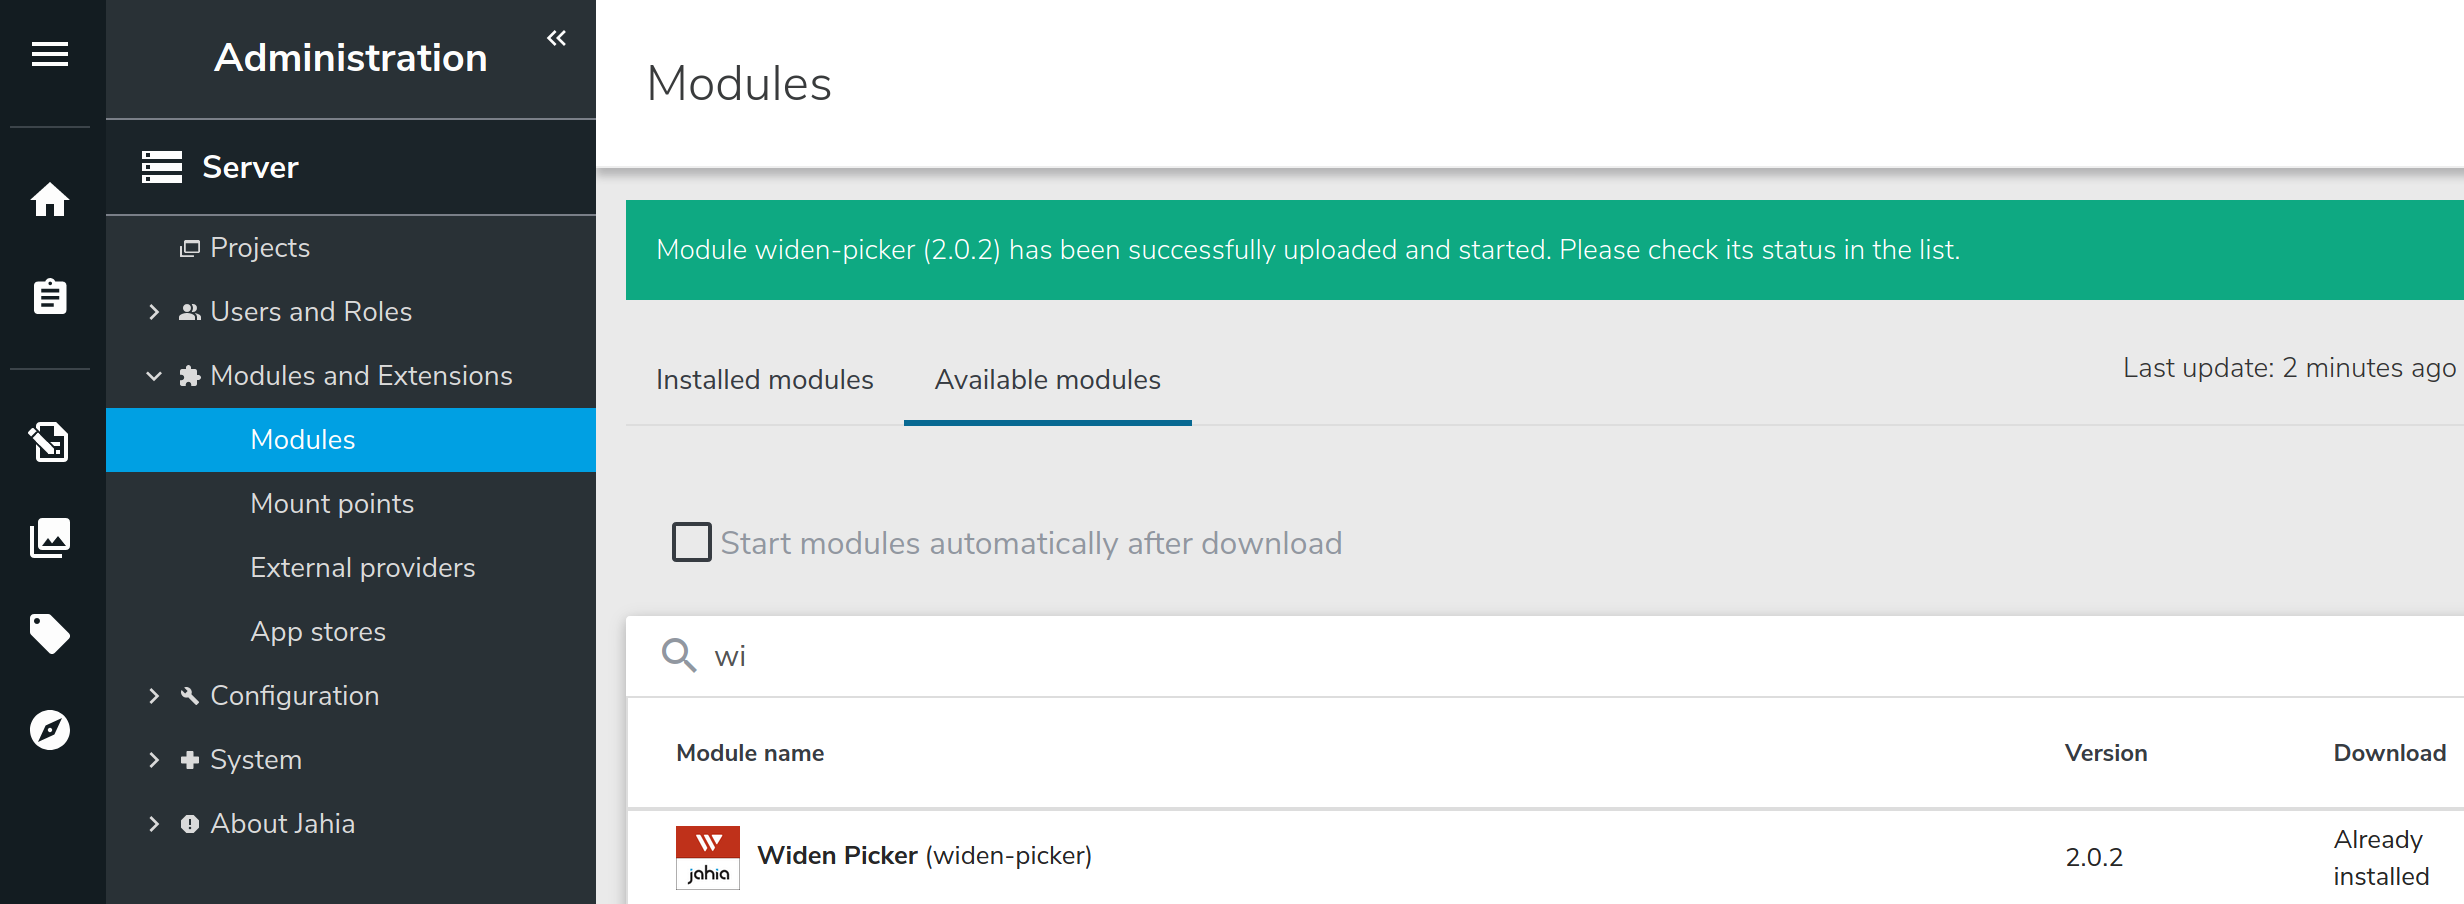 Administration
Server
Projects
Users and Roles
Modules and Extensions
Modules
Mount points
External providers
App stores
Configuration
System
About Jahia
Modules
Module widen-picker (2.0.2) has been successfully uploaded and started. Please check its status in the list.
Installed modules Available modules Last update: 2 minutes ago
Start modules automatically after download
wi
Module name Version Download
jahia
Widen Picker (widen-picker) 2.0.2 Already
installed